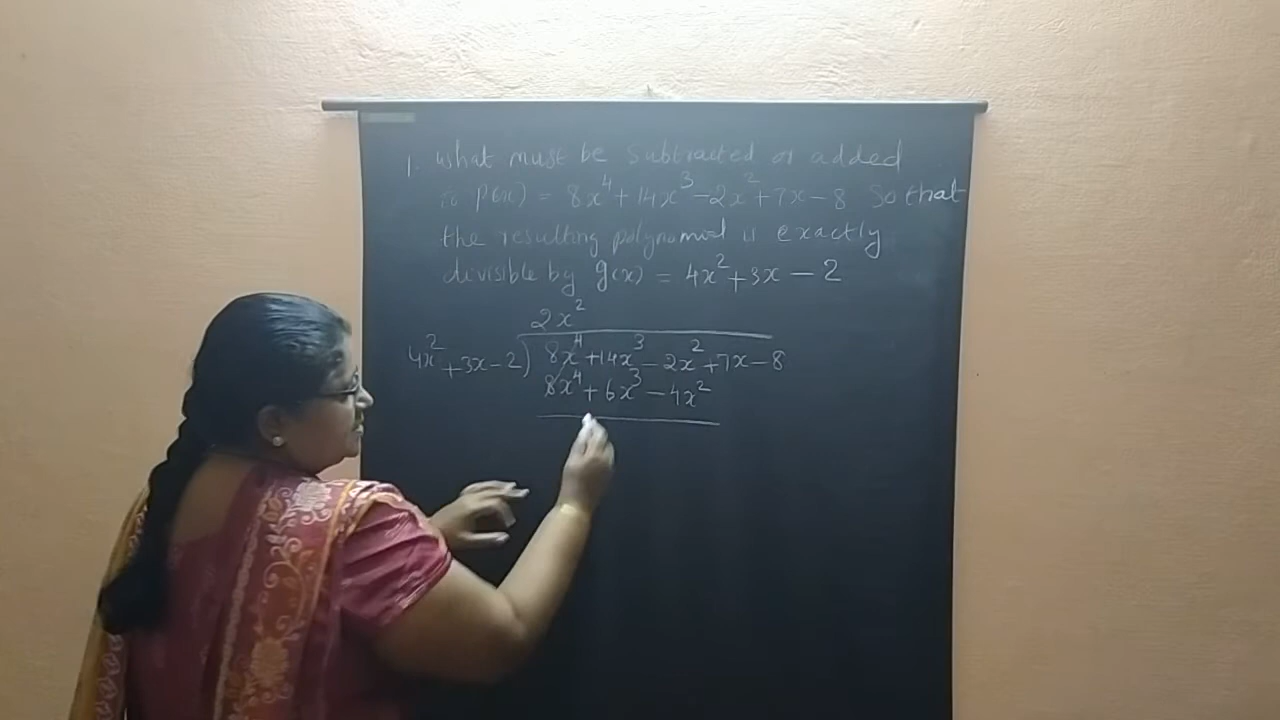 1. What must be subtracted or added
to p(x) = 8x⁴+14x³-2x²+7x-8 So that
the resulting polynomial is exactly
divisible by g(x) = 4x²+3x-2
2x²
4x²+3x-2) 8x⁴+14x³-2x²+7x-8
8x⁴+6x³-4x²